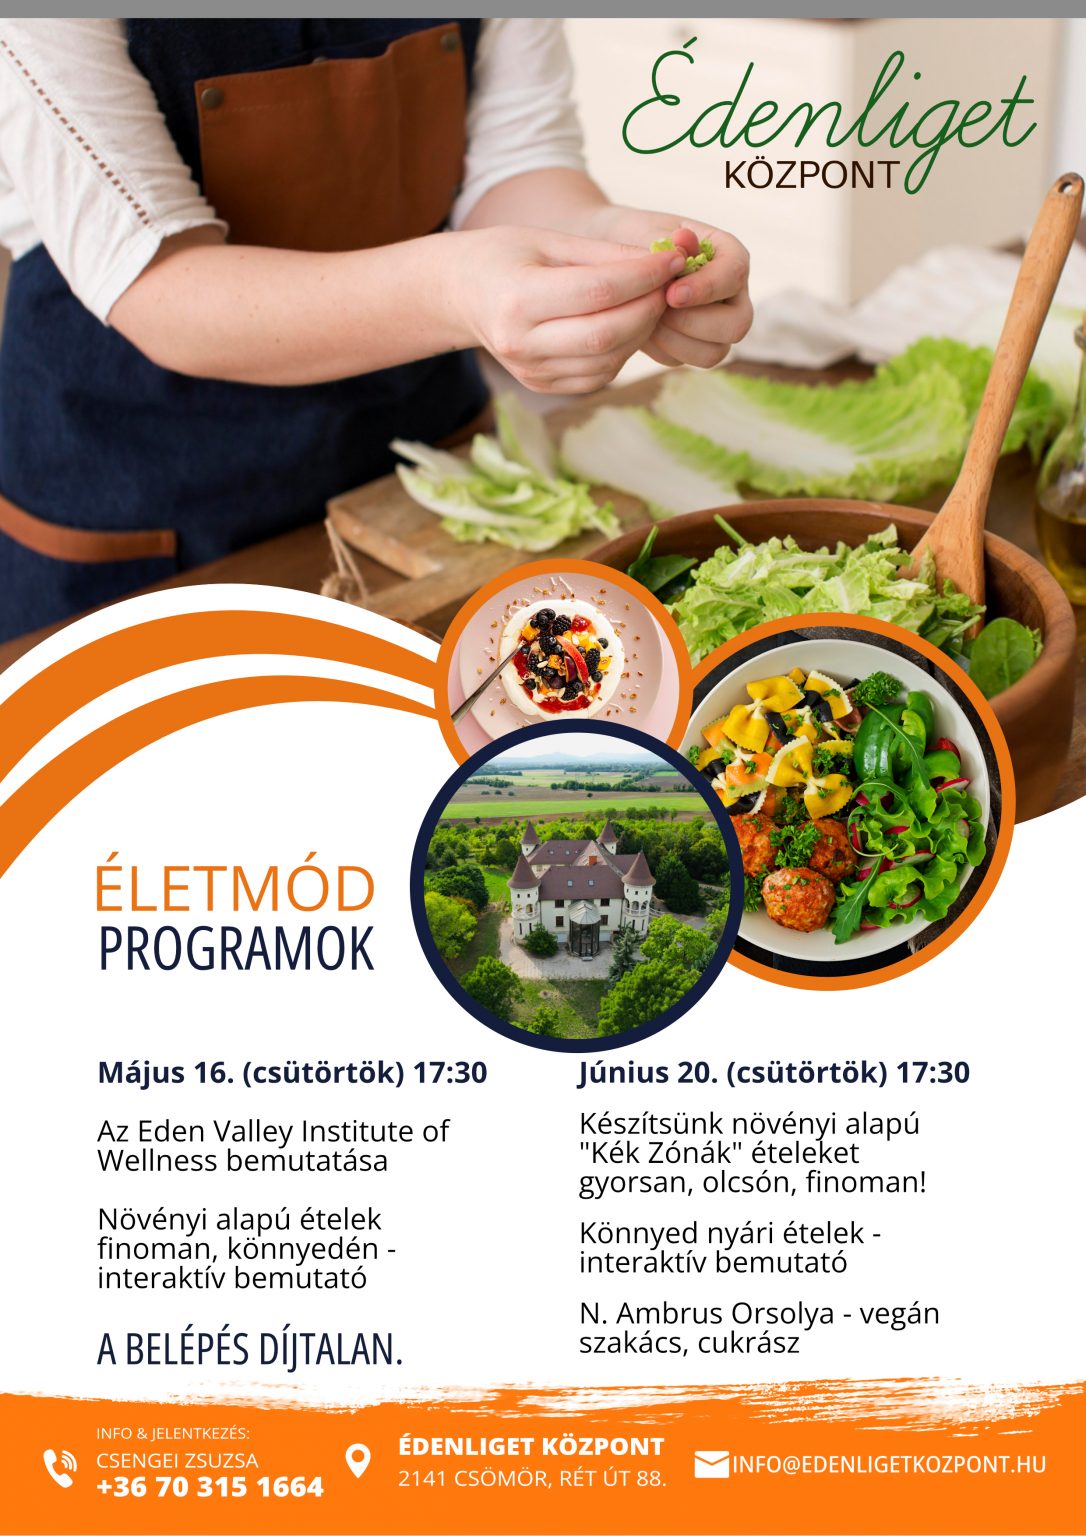 Édenliget
KÖZPONT
ÉLETMÓD
PROGRAMOK
Május 16. (csütörtök) 17:30
Az Eden Valley Institute of
Wellness bemutatása
Növényi alapú ételek
finoman, könnyedén -
interaktív bemutató
A BELÉPÉS DÍJTALAN.
Június 20. (csütörtök) 17:30
Készítsünk növényi alapú
"Kék Zónák" ételeket
gyorsan, olcsón, finoman!
Könnyed nyári ételek -
interaktív bemutató
N. Ambrus Orsolya - vegán
szakács, cukrász
INFO & JELENTKEZÉS:
CSENGEI ZSUZSA
+36 70 315 1664
ÉDENLIGET KÖZPONT
2141 CSÖMÖR, RÉT ÚT 88.
INFO@EDENLIGETKOZPONT.HU